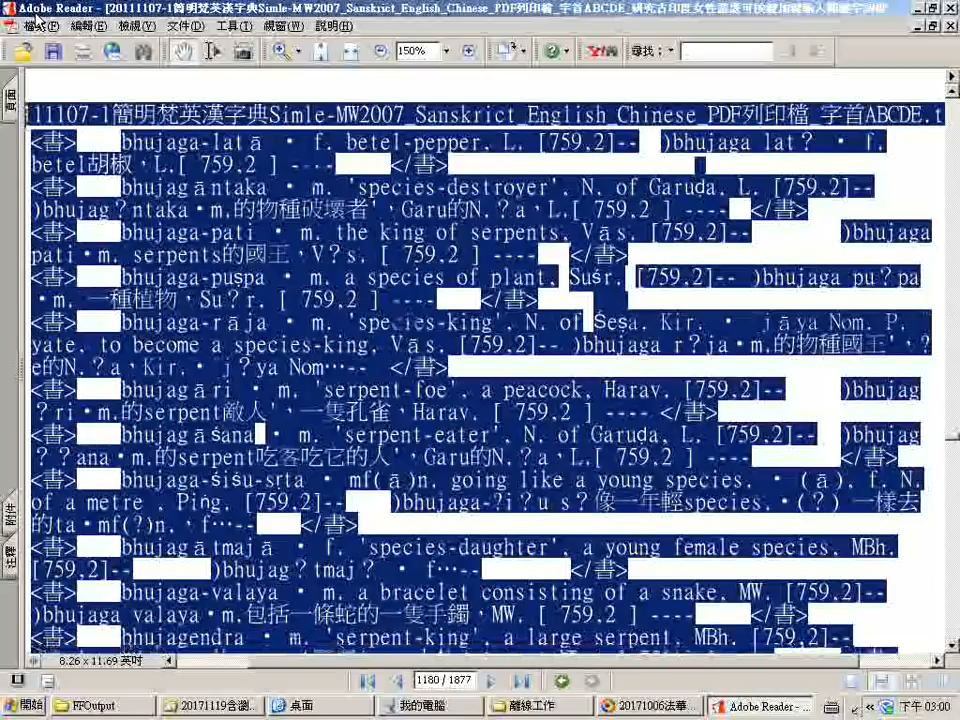 Adobe Reader - [20111107-1簡明梵英漢字典Simle-MW2007_Sanskrict_English_Chinese_PDF列印檔_字首ABCDE_
檔案(F) 編輯(E) 檢視(V) 文件(D) 工具(T) 視窗(W) 說明(H)
150% 尋找:
頁面
11107-1簡明梵英漢字典Simle-MW2007_Sanskrict_English_Chinese_PDF列印檔_字首ABCDE.t
<書> bhujaga-latā • f. betel-pepper, L. [759,2]-- )bhujaga lat? • f.
betel胡椒,L.[ 759.2 ] ---- </書>
<書> bhujagāntaka • m. 'species-destroyer', N. of Garuḍa, L. [759,2]--
)bhujag?ntaka•m.的物種破壞者',Garu的N.?a,L.[ 759.2 ] ---- </書>
<書> bhujaga-pati • m. the king of serpents, Vās. [759,2]-- )bhujaga
pati•m. serpents的國王,V?s. [ 759.2 ] ---- </書>
<書> bhujaga-puṣpa • m. a species of plant, Suśr. [759,2]-- )bhujaga pu?pa
•m. 一種植物,Su?r. [ 759.2 ] ---- </書>
<書> bhujaga-rāja • m. 'species-king', N. of Śeṣa, Kir. • jāya Nom. P.
yate, to become a species-king, Vās. [759,2]-- )bhujaga r?ja•m.的物種國王',?
e的N.?a,Kir.• j?ya Nom… </書>
<書> bhujagāri • m. 'serpent-foe', a peacock, Harav. [759,2]-- )bhujag
?ri•m.的serpent敵人',一隻孔雀,Harav. [ 759.2 ] ---- </書>
<書> bhujagāśana • m. 'serpent-eater', N. of Garuḍa, L. [759,2]-- )bhujag
??ana•m.的serpent吃客吃它的人',Garu的N.?a,L.[ 759.2 ] ---- </書>
<書> bhujaga-śiśu-sṛta • mf(ā)n. going like a young species. • (ā), f. N.
of a metre , Piṅg. [759,2]-- )bhujaga-?i?u s?像一年輕species.•(?) 一樣去
的ta•mf(?)n.,f…-- </書>
<書> bhujagātmajā • f. 'species-daughter', a young female species, MBh.
[759,2]-- )bhujag?tmaj? • f…-- </書>
<書> bhujaga-valaya • m. a bracelet consisting of a snake, MW. [759,2]--
)bhujaga valaya•m.包括一條蛇的一隻手鐲,MW. [ 759.2 ] ---- </書>
<書> bhujagendra • m. 'serpent-king', a large serpent, MBh. [759,2]--
附件
注釋
8.26 x 11.69 英吋
1180 / 1877
開始 FFOutput 20171119含瀏... 桌面 我的電腦 離線工作 20171006法華... Adobe Reader - ... 下午 03:00